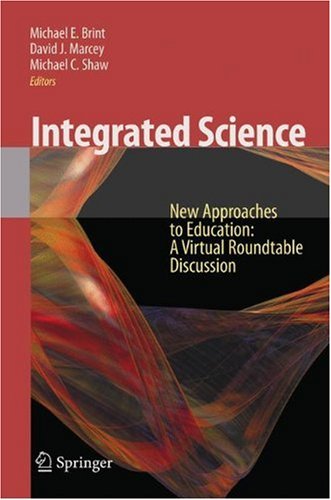 Michael E. Brint
David J. Marcey
Michael C. Shaw
Editors
Integrated Science
New Approaches
to Education:
A Virtual Roundtable
Discussion
Springer